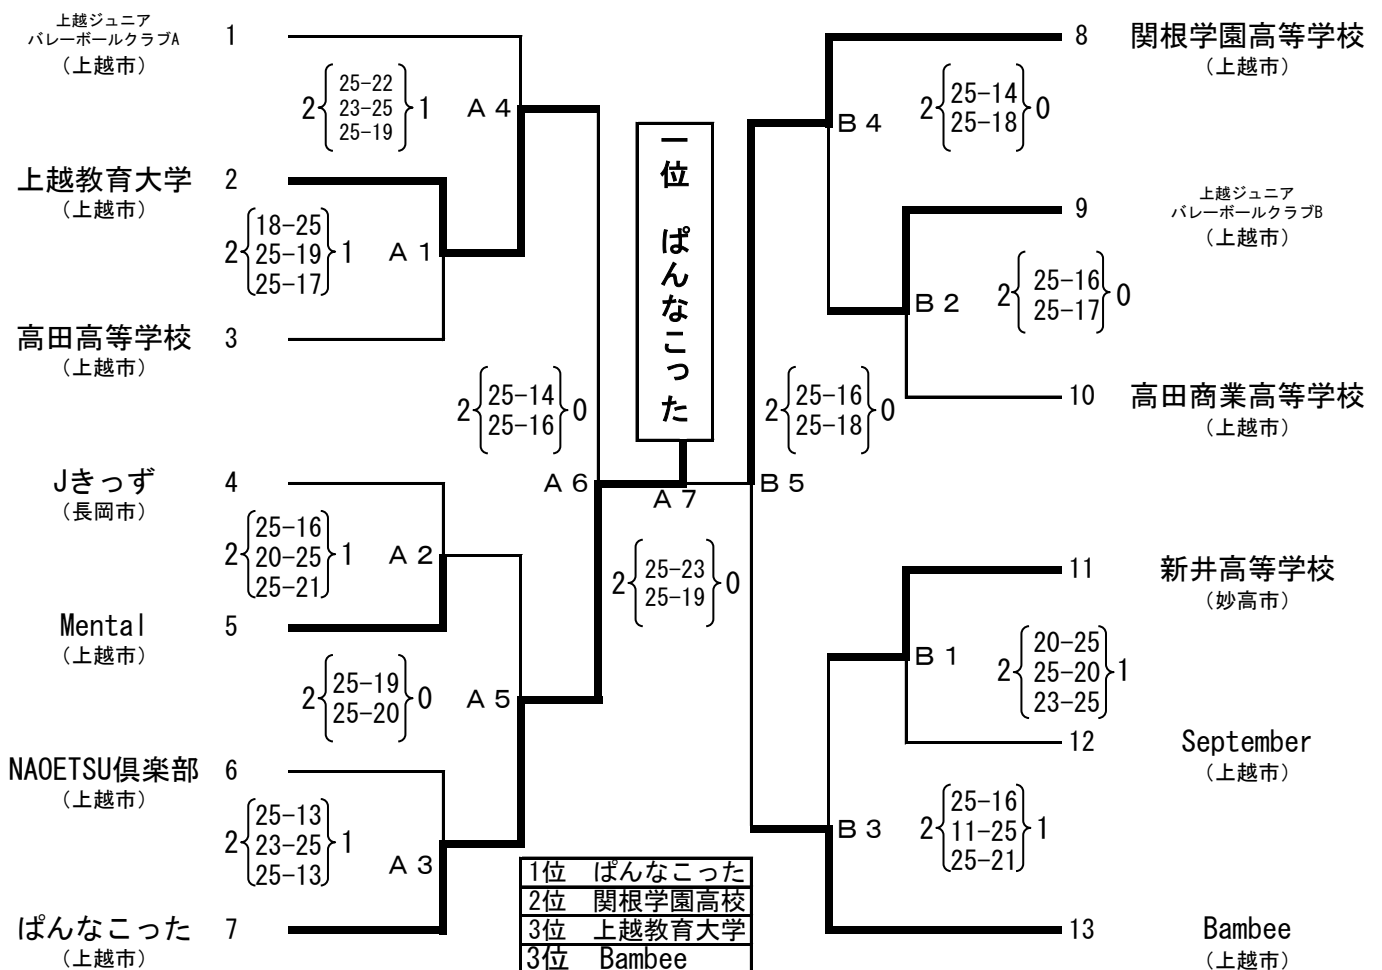 上越ジュニア
バレーボールクラブA
(上越市)
1
2 25-22 1
23-25
25-19
A 4
上越教育大学
(上越市)
2
2 18-25 1
25-19
25-17
A 1
高田高等学校
(上越市)
3
2 25-14 0
25-16
A 6
Jきっず
(長岡市)
4
2 25-16 1
20-25
25-21
A 2
Mental
(上越市)
5
2 25-19 0
25-20
A 5
NAOETSU倶楽部
(上越市)
6
2 25-13 1
23-25
25-13
A 3
ぱんなこった
(上越市)
7
一位 ぱんなこった
A 7
2 25-23 0
25-19
1位 ぱんなこった
2位 関根学園高校
3位 上越教育大学
3位 Bambee
8
関根学園高等学校
(上越市)
B 4
2 25-14 0
25-18
9
上越ジュニア
バレーボールクラブB
(上越市)
B 2
2 25-16 0
25-17
10
高田商業高等学校
(上越市)
2 25-16 0
25-18
B 5
11
新井高等学校
(妙高市)
B 1
2 20-25 1
25-20
23-25
12
September
(上越市)
B 3
2 25-16 1
11-25
25-21
13
Bambee
(上越市)